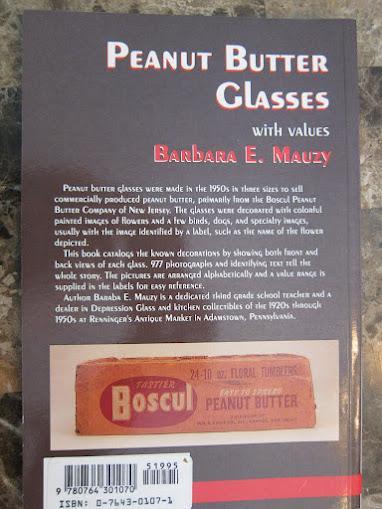 Peanut Butter
Glasses
with values
Barbara E. Mauzy
Peanut butter glasses were made in the 1950s in three sizes to sell
commercially produced peanut butter, primarily from the Boscul Peanut
Butter Company of New Jersey. The glasses were decorated with colorful
painted images of flowers and a few birds, dogs, and specialty images,
usually with the image identified by a label, such as the name of the flower
depicted.
This book catalogs the known decorations by showing both front and
back views of each glass. 977 photographs and identifying text tell the
whole story. The pictures are arranged alphabetically and a value range is
supplied in the labels for easy reference.
Author Baraba E. Mauzy is a dedicated third grade school teacher and a
dealer in Depression Glass and kitchen collectibles of the 1920s through
1950s at Renninger's Antique Market in Adamstown, Pennsylvania.
24-10 oz. FLORAL TUMBLERS
TASTIER
Boscul
EASY TO SPREAD
PEANUT BUTTER
51995
9 780764 301070
ISBN: 0-7643-0107-1